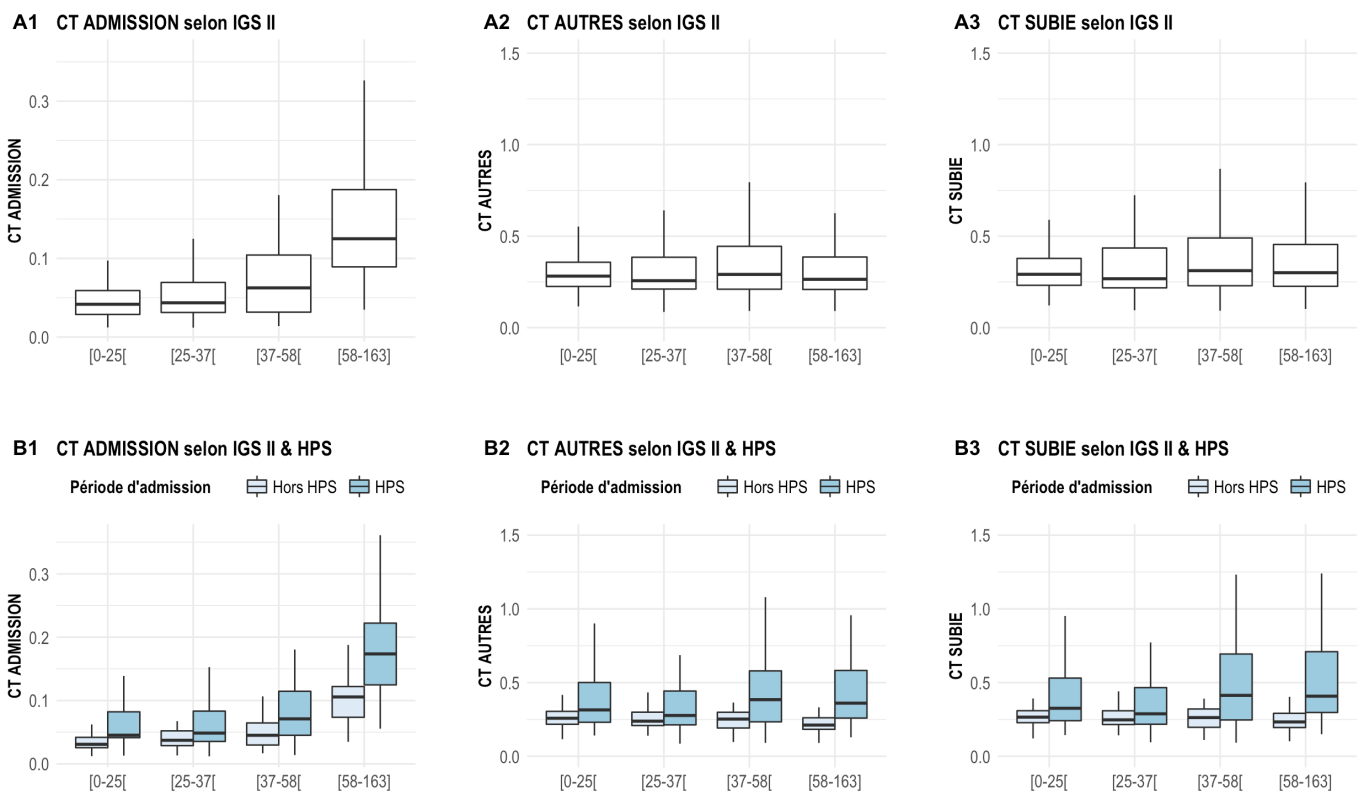 A1 CT ADMISSION selon IGS II
CT ADMISSION
0.3
0.2
0.1
0.0
[0-25[ [25-37[ [37-58[ [58-163]
A2 CT AUTRES selon IGS II
CT AUTRES
1.5
1.0
0.5
0.0
[0-25[ [25-37[ [37-58[ [58-163]
A3 CT SUBIE selon IGS II
CT SUBIE
1.5
1.0
0.5
0.0
[0-25[ [25-37[ [37-58[ [58-163]
B1 CT ADMISSION selon IGS II & HPS
Période d'admission Hors HPS HPS
CT ADMISSION
0.3
0.2
0.1
0.0
[0-25[ [25-37[ [37-58[ [58-163]
B2 CT AUTRES selon IGS II & HPS
Période d'admission Hors HPS HPS
CT AUTRES
1.5
1.0
0.5
0.0
[0-25[ [25-37[ [37-58[ [58-163]
B3 CT SUBIE selon IGS II & HPS
Période d'admission Hors HPS HPS
CT SUBIE
1.5
1.0
0.5
0.0
[0-25[ [25-37[ [37-58[ [58-163]